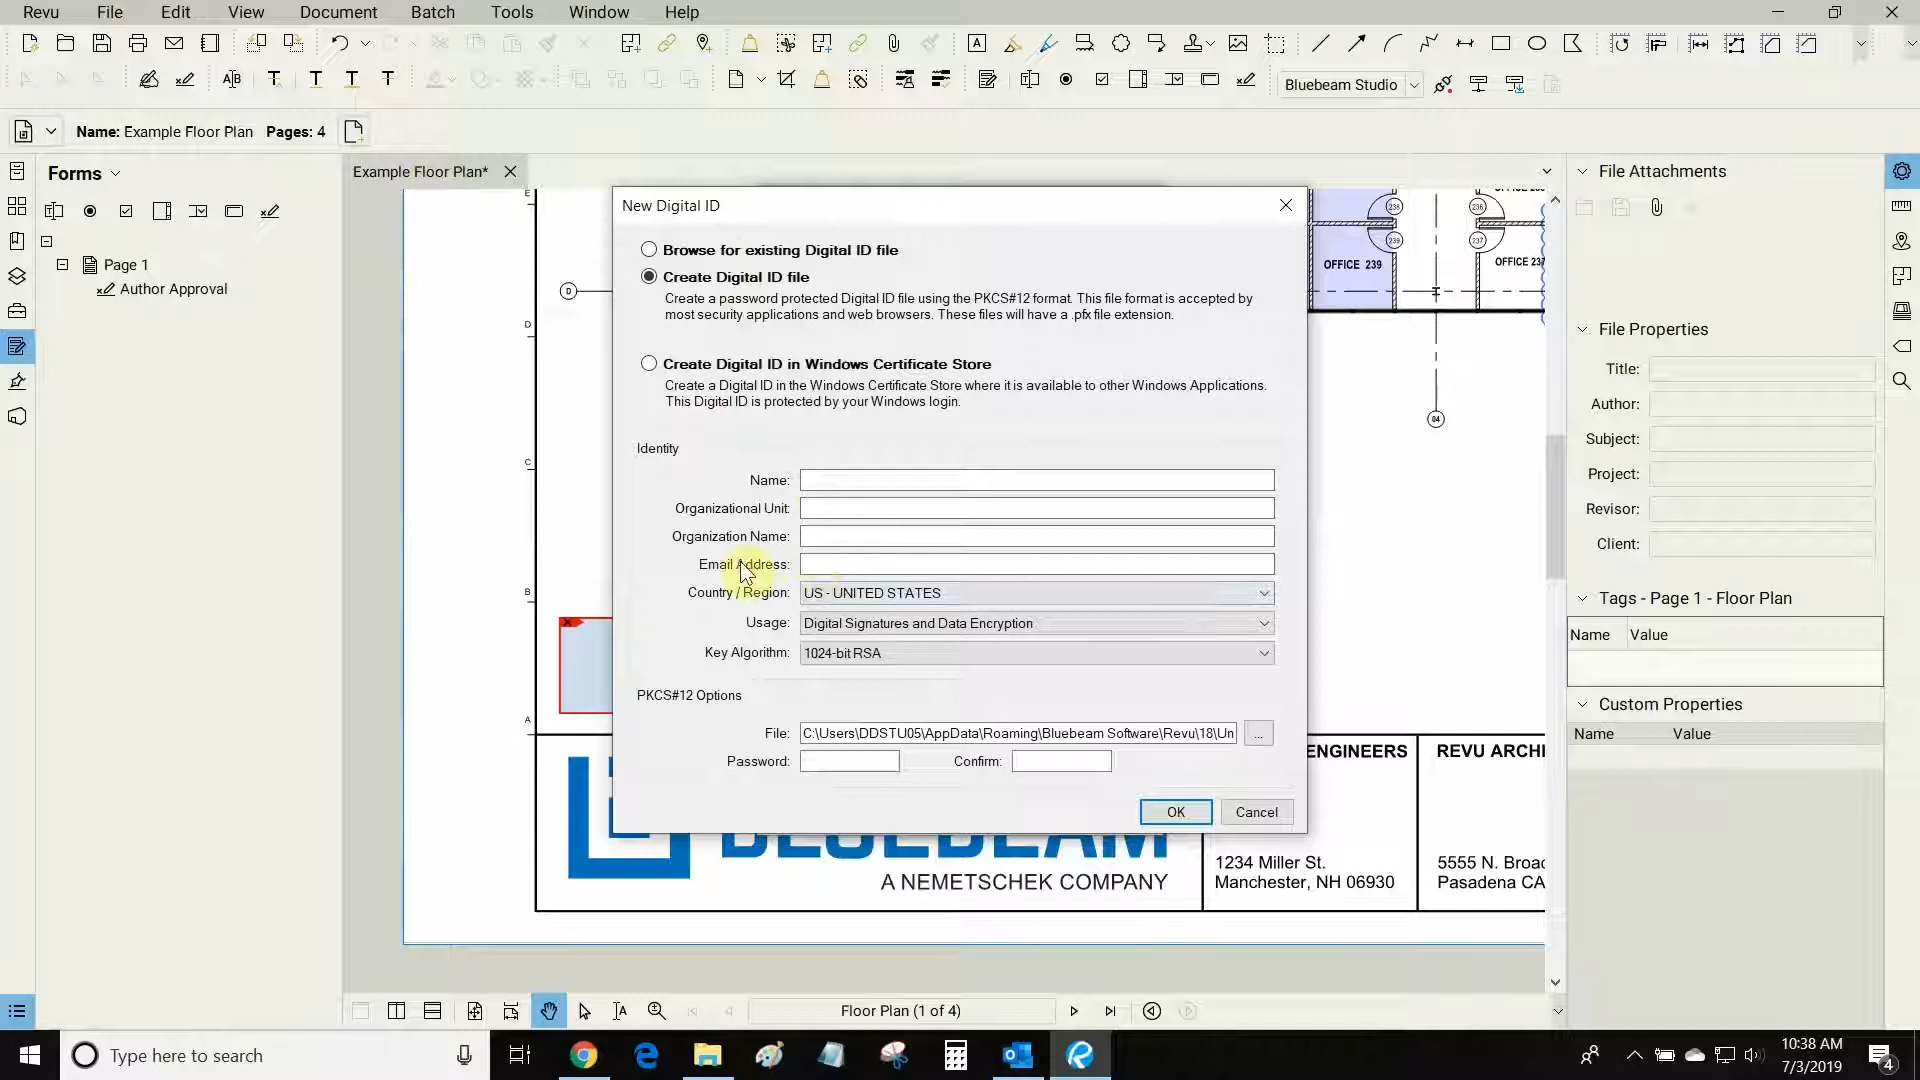 Revu File Edit View Document Batch Tools Window Help
Bluebeam Studio
Name: Example Floor Plan Pages: 4
Forms
Page 1
Author Approval
Example Floor Plan*
E
D
D
C
B
A
238
239
236
237
OFFICE 239
OFFICE 237
04
New Digital ID
Browse for existing Digital ID file
Create Digital ID file
Create a password protected Digital ID file using the PKCS#12 format. This file format is accepted by
most security applications and web browsers. These files will have a .pfx file extension.
Create Digital ID in Windows Certificate Store
Create a Digital ID in the Windows Certificate Store where it is available to other Windows Applications.
This Digital ID is protected by your Windows login.
Identity
Name:
Organizational Unit:
Organization Name:
Email Address:
Country / Region: US - UNITED STATES
Usage: Digital Signatures and Data Encryption
Key Algorithm: 1024-bit RSA
PKCS#12 Options
File: C:\Users\DDSTU05\AppData\Roaming\Bluebeam Software\Revu\18\Un ...
Password: Confirm:
OK Cancel
BLUEBEAM
A NEMETSCHEK COMPANY
ENGINEERS
1234 Miller St.
Manchester, NH 06930
REVU ARCHI
5555 N. Broad
Pasadena CA
File Attachments
File Properties
Title:
Author:
Subject:
Project:
Revisor:
Client:
Tags - Page 1 - Floor Plan
Name Value
Custom Properties
Name Value
Floor Plan (1 of 4)
Type here to search
10:38 AM
7/3/2019
4